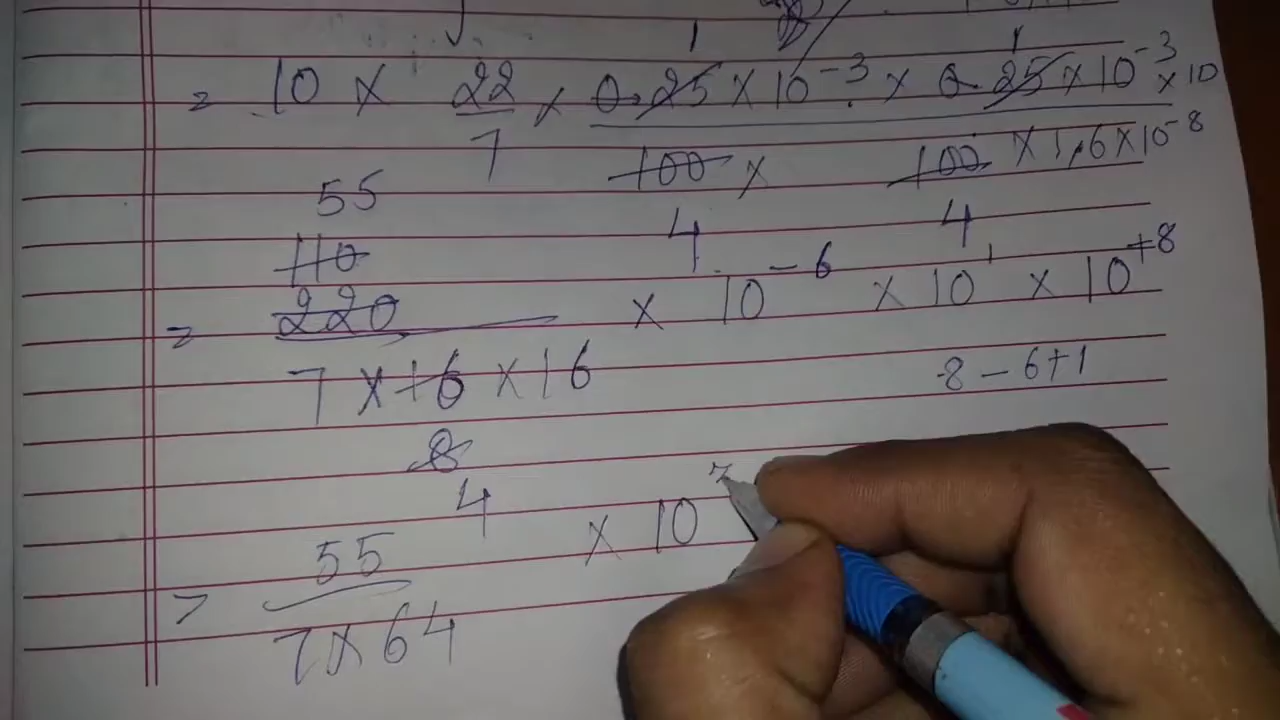 = 10 × 22 × 0.25 × 10⁻³ × 0.25 × 10⁻³ × 10
7 100 × 100 × 1.6 × 10⁻⁸
55 4 4
110
= 220 × 10⁻⁶ × 10¹ × 10⁺⁸
7 × 16 × 16 8 – 6 + 1
8
4
= 55 × 10
7 × 64